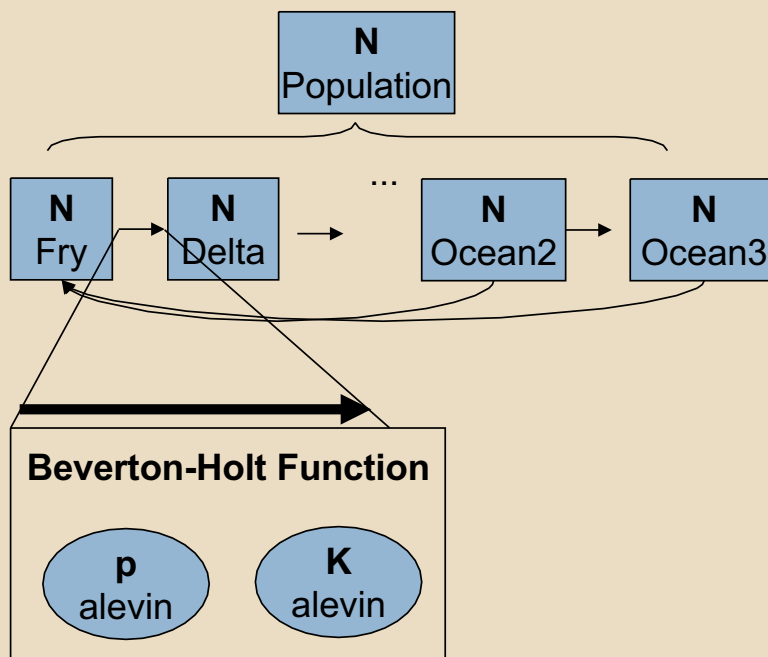 N
Population
N
Fry
N
Delta
...
N
Ocean2
N
Ocean3
Beverton-Holt Function
p
alevin
K
alevin